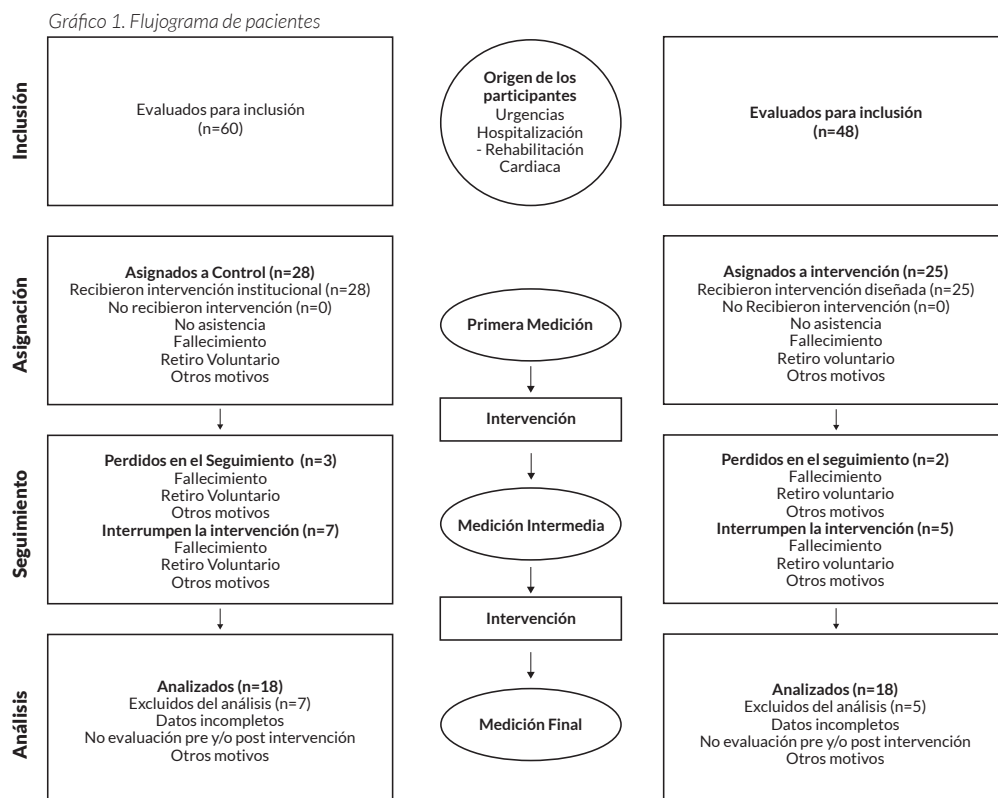 Gráfico 1. Flujograma de pacientes
Inclusión
Evaluados para inclusión
(n=60)
Origen de los
participantes
Urgencias
Hospitalización
- Rehabilitación
Cardiaca
Evaluados para inclusión
(n=48)
Asignación
Asignados a Control (n=28)
Recibieron intervención institucional (n=28)
No recibieron intervención (n=0)
No asistencia
Fallecimiento
Retiro Voluntario
Otros motivos
Primera Medición
Intervención
Asignados a intervención (n=25)
Recibieron intervención diseñada (n=25)
No Recibieron intervención (n=0)
No asistencia
Fallecimiento
Retiro voluntario
Otros motivos
Seguimiento
Perdidos en el Seguimiento (n=3)
Fallecimiento
Retiro Voluntario
Otros motivos
Interrumpen la intervención (n=7)
Fallecimiento
Retiro Voluntario
Otros motivos
Medición Intermedia
Intervención
Perdidos en el seguimiento (n=2)
Fallecimiento
Retiro voluntario
Otros motivos
Interrumpen la intervención (n=5)
Fallecimiento
Retiro voluntario
Otros motivos
Análisis
Analizados (n=18)
Excluidos del análisis (n=7)
Datos incompletos
No evaluación pre y/o post intervención
Otros motivos
Medición Final
Analizados (n=18)
Excluidos del análisis (n=5)
Datos incompletos
No evaluación pre y/o post intervención
Otros motivos